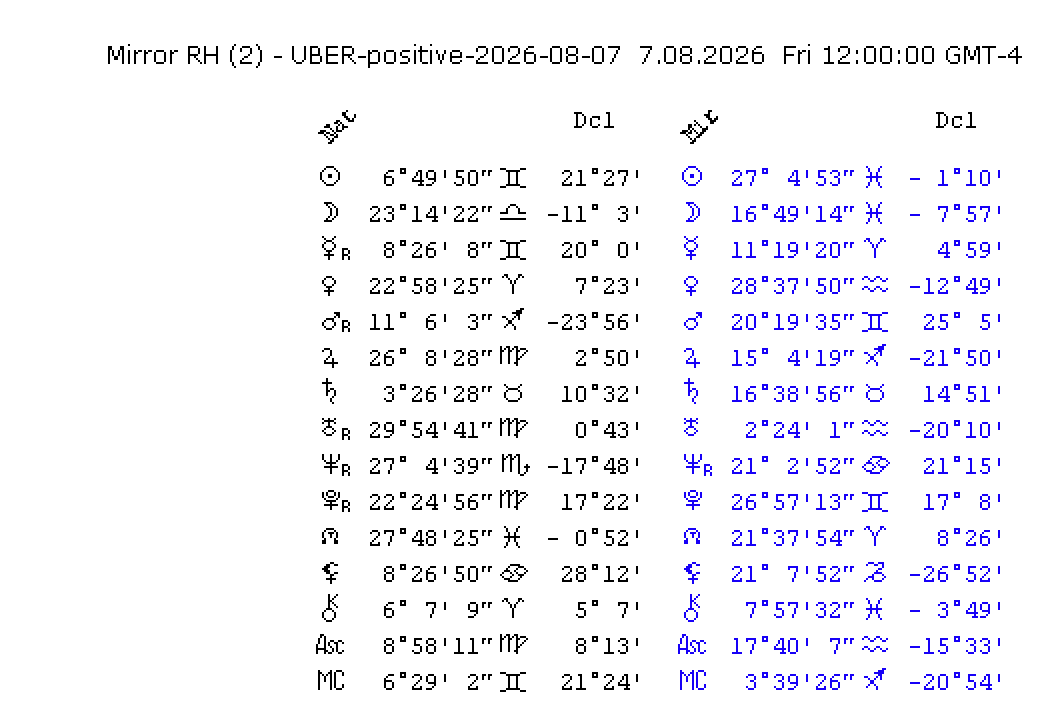 Mirror RH (2) - UBER-positive-2026-08-07 7.08.2026 Fri 12:00:00 GMT-4
Nat Dcl Mir Dcl
☉ 6°49'50" ♊ 21°27' ☉ 27° 4'53" ♓ - 1°10'
☽ 23°14'22" ♎ -11° 3' ☽ 16°49'14" ♓ - 7°57'
☿R 8°26' 8" ♊ 20° 0' ☿ 11°19'20" ♈ 4°59'
♀ 22°58'25" ♈ 7°23' ♀ 28°37'50" ♒ -12°49'
♂R 11° 6' 3" ♐ -23°56' ♂ 20°19'35" ♊ 25° 5'
♃ 26° 8'28" ♍ 2°50' ♃ 15° 4'19" ♐ -21°50'
♄ 3°26'28" ♉ 10°32' ♄ 16°38'56" ♉ 14°51'
♅R 29°54'41" ♍ 0°43' ♅ 2°24' 1" ♒ -20°10'
♆R 27° 4'39" ♏ -17°48' ♆R 21° 2'52" ♋ 21°15'
♇R 22°24'56" ♍ 17°22' ♇ 26°57'13" ♊ 17° 8'
☊ 27°48'25" ♓ - 0°52' ☊ 21°37'54" ♈ 8°26'
⚸ 8°26'50" ♋ 28°12' ⚸ 21° 7'52" ♑ -26°52'
⚷ 6° 7' 9" ♈ 5° 7' ⚷ 7°57'32" ♓ - 3°49'
Asc 8°58'11" ♍ 8°13' Asc 17°40' 7" ♒ -15°33'
MC 6°29' 2" ♊ 21°24' MC 3°39'26" ♐ -20°54'